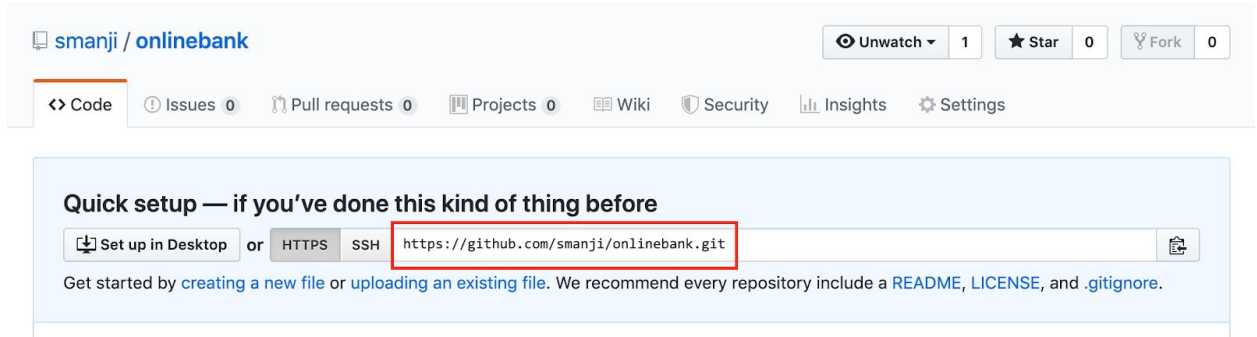 smanji / onlinebank
Unwatch 1 Star 0 Fork 0
Code Issues 0 Pull requests 0 Projects 0 Wiki Security Insights Settings
Quick setup — if you've done this kind of thing before
Set up in Desktop or HTTPS SSH https://github.com/smanji/onlinebank.git
Get started by creating a new file or uploading an existing file. We recommend every repository include a README, LICENSE, and .gitignore.